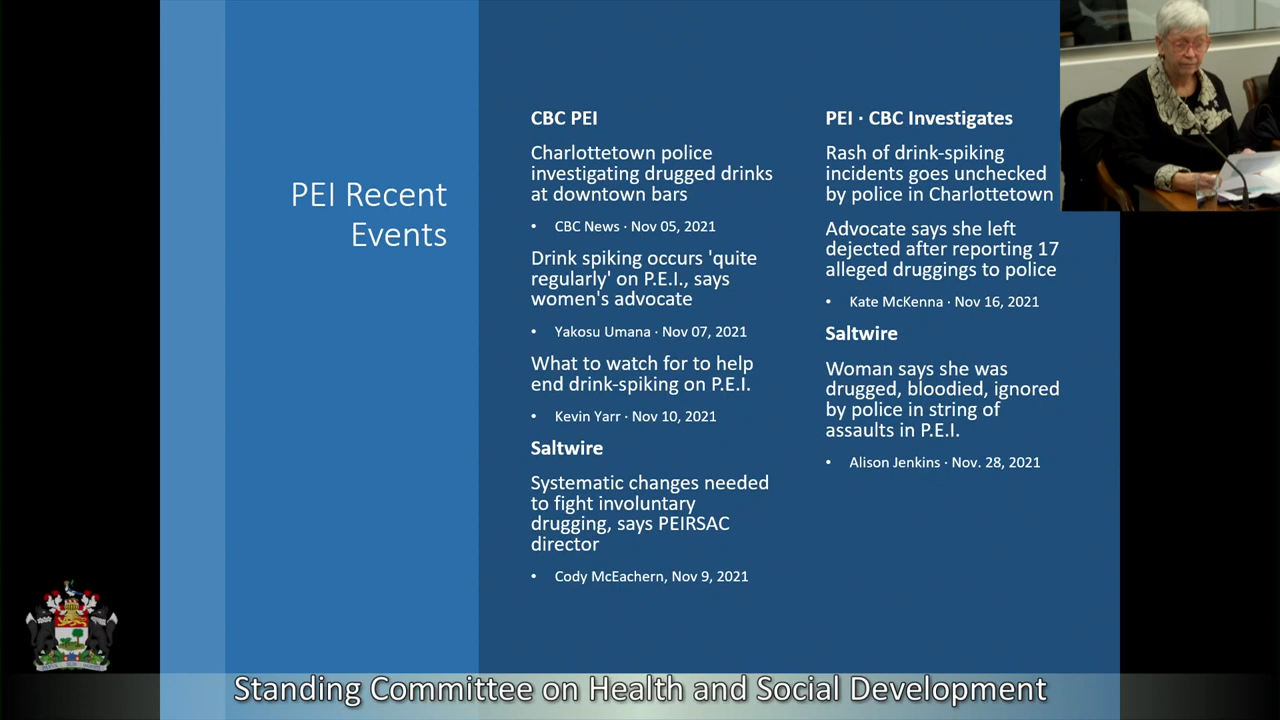 PEI Recent
Events
CBC PEI
Charlottetown police
investigating drugged drinks
at downtown bars
• CBC News · Nov 05, 2021
Drink spiking occurs 'quite
regularly' on P.E.I., says
women's advocate
• Yakosu Umana · Nov 07, 2021
What to watch for to help
end drink-spiking on P.E.I.
• Kevin Yarr · Nov 10, 2021
Saltwire
Systematic changes needed
to fight involuntary
drugging, says PEIRSAC
director
• Cody McEachern, Nov 9, 2021
PEI · CBC Investigates
Rash of drink-spiking
incidents goes unchecked
by police in Charlottetown
Advocate says she left
dejected after reporting 17
alleged druggings to police
• Kate McKenna · Nov 16, 2021
Saltwire
Woman says she was
drugged, bloodied, ignored
by police in string of
assaults in P.E.I.
• Alison Jenkins · Nov. 28, 2021
Standing Committee on Health and Social Development